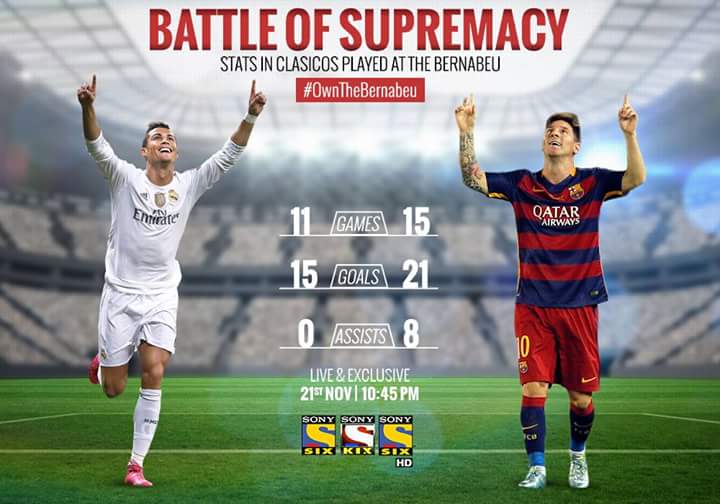 BATTLE OF SUPREMACY
STATS IN CLASICOS PLAYED AT THE BERNABEU
#OwnTheBernabeu
Fly
Emirates
QATAR
AIRWAYS
11 GAMES 15
15 GOALS 21
0 ASSISTS 8
10
LIVE & EXCLUSIVE
21ST NOV | 10:45 PM
SONY SIX
SONY KIX
SONY SIX HD